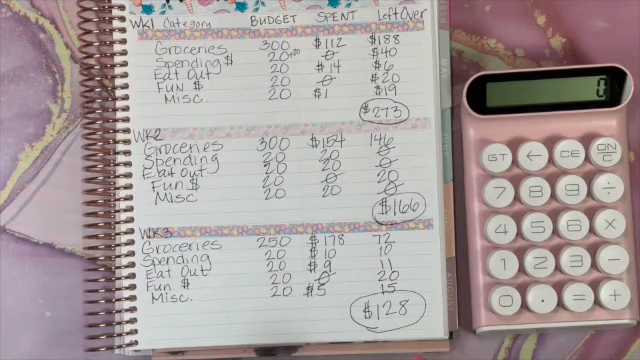 WK1 Category BUDGET SPENT Left Over
Groceries 300 $112 $188
Spending $ 20+20 0 $40
Eat Out 20 $14 $6
FUN $ 20 0 $20
Misc. 20 $1 $19
$273
WK2
Groceries 300 $154 146
Spending 20 20 0
Eat Out 20 20 0
Fun $ 20 0 20
Misc 20 20 0
$166
WK3
Groceries 250 $178 72
Spending 20 $10 10
Eat Out 20 $9 11
Fun $ 20 0 20
Misc. 20 $5 15
$128
0
GT ← CE ON/C
7 8 9 ÷
4 5 6 ×
1 2 3 −
0 . = +